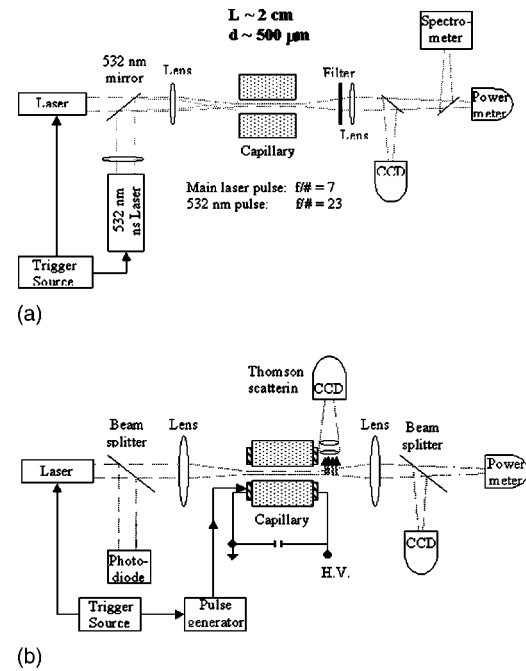 L ~ 2 cm
d ~ 500 µm
Spectro-
meter
532 nm
mirror
Lens
Filter
Laser
Power
meter
Lens
Capillary
CCD
Main laser pulse: f/# = 7
532 nm pulse: f/# = 23
532 nm
ns Laser
Trigger
Source
(a)
Thomson
scatterin
CCD
Beam
splitter
Lens
Lens
Beam
splitter
Laser
Power
meter
Capillary
CCD
Photo-
diode
H.V.
Trigger
Source
Pulse
generator
(b)